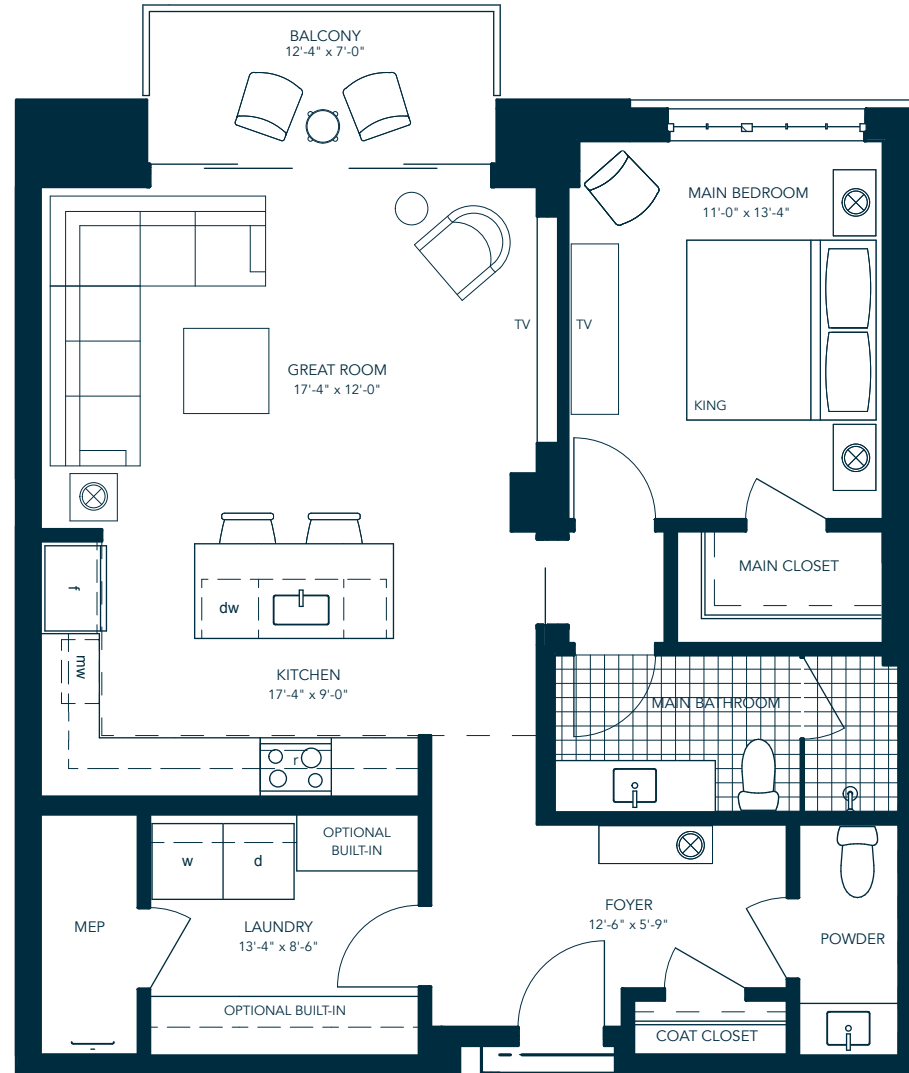 BALCONY
12'-4" x 7'-0"
MAIN BEDROOM
11'-0" x 13'-4"
TV
TV
GREAT ROOM
17'-4" x 12'-0"
KING
f
dw
MAIN CLOSET
mw
KITCHEN
17'-4" x 9'-0"
MAIN BATHROOM
r
OPTIONAL
BUILT-IN
w
d
FOYER
12'-6" x 5'-9"
MEP
LAUNDRY
13'-4" x 8'-6"
POWDER
OPTIONAL BUILT-IN
COAT CLOSET